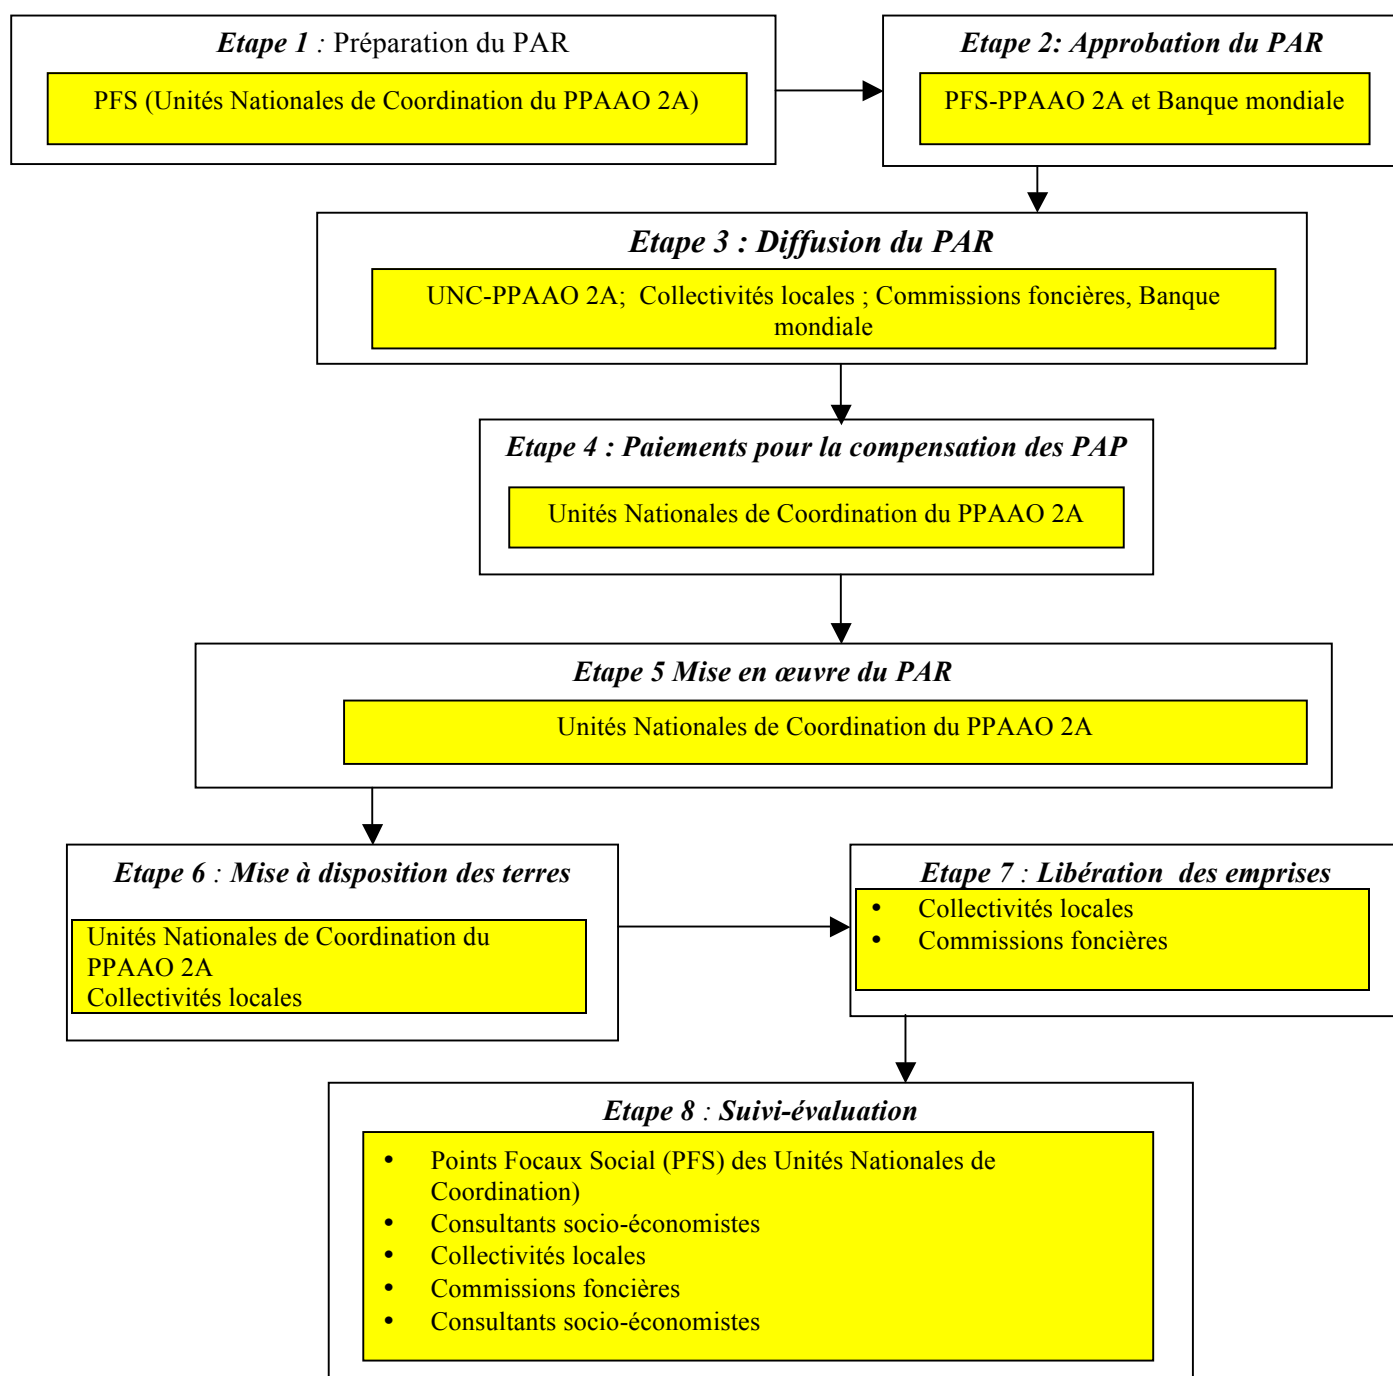 Etape 1 : Préparation du PAR
PFS (Unités Nationales de Coordination du PPAAO 2A)
Etape 2: Approbation du PAR
PFS-PPAAO 2A et Banque mondiale
Etape 3 : Diffusion du PAR
UNC-PPAAO 2A; Collectivités locales ; Commissions foncières, Banque
mondiale
Etape 4 : Paiements pour la compensation des PAP
Unités Nationales de Coordination du PPAAO 2A
Etape 5 Mise en œuvre du PAR
Unités Nationales de Coordination du PPAAO 2A
Etape 6 : Mise à disposition des terres
Unités Nationales de Coordination du
PPAAO 2A
Collectivités locales
Etape 7 : Libération des emprises
• Collectivités locales
• Commissions foncières
Etape 8 : Suivi-évaluation
• Points Focaux Social (PFS) des Unités Nationales de
Coordination)
• Consultants socio-économistes
• Collectivités locales
• Commissions foncières
• Consultants socio-économistes